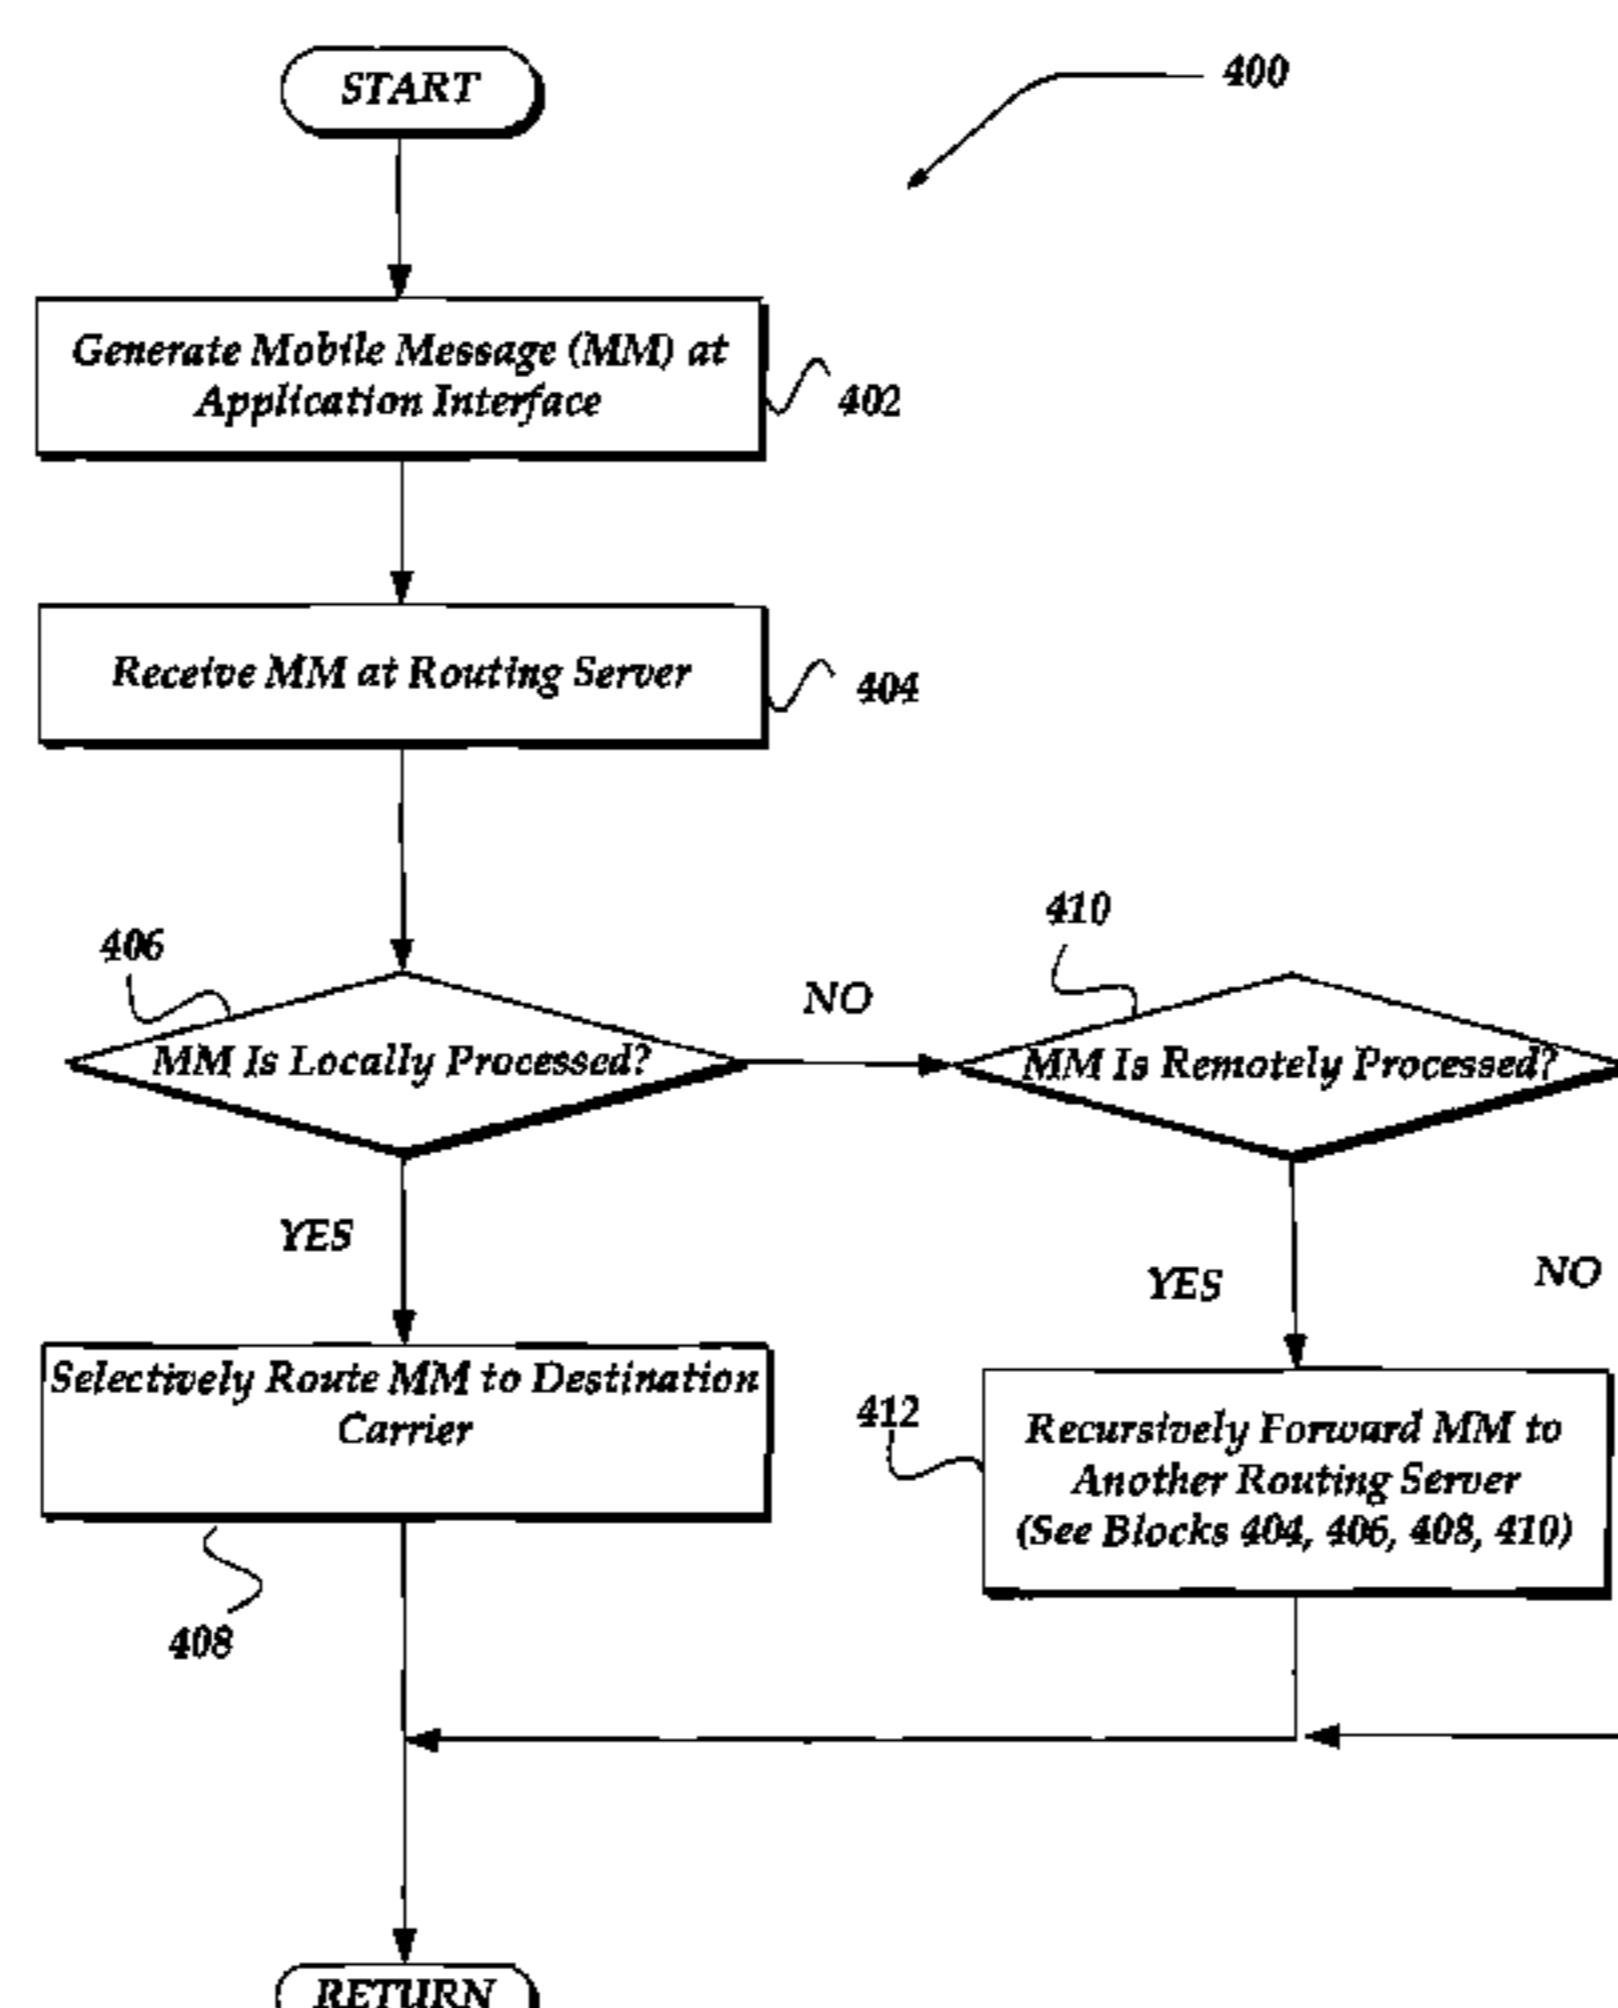 START
400
Generate Mobile Message (MM) at
Application Interface
402
Receive MM at Routing Server
404
406
410
NO
MM Is Locally Processed?
MM Is Remotely Processed?
YES
YES
NO
Selectively Route MM to Destination
Carrier
412
Recursively Forward MM to
Another Routing Server
(See Blocks 404, 406, 408, 410)
408
RETURN